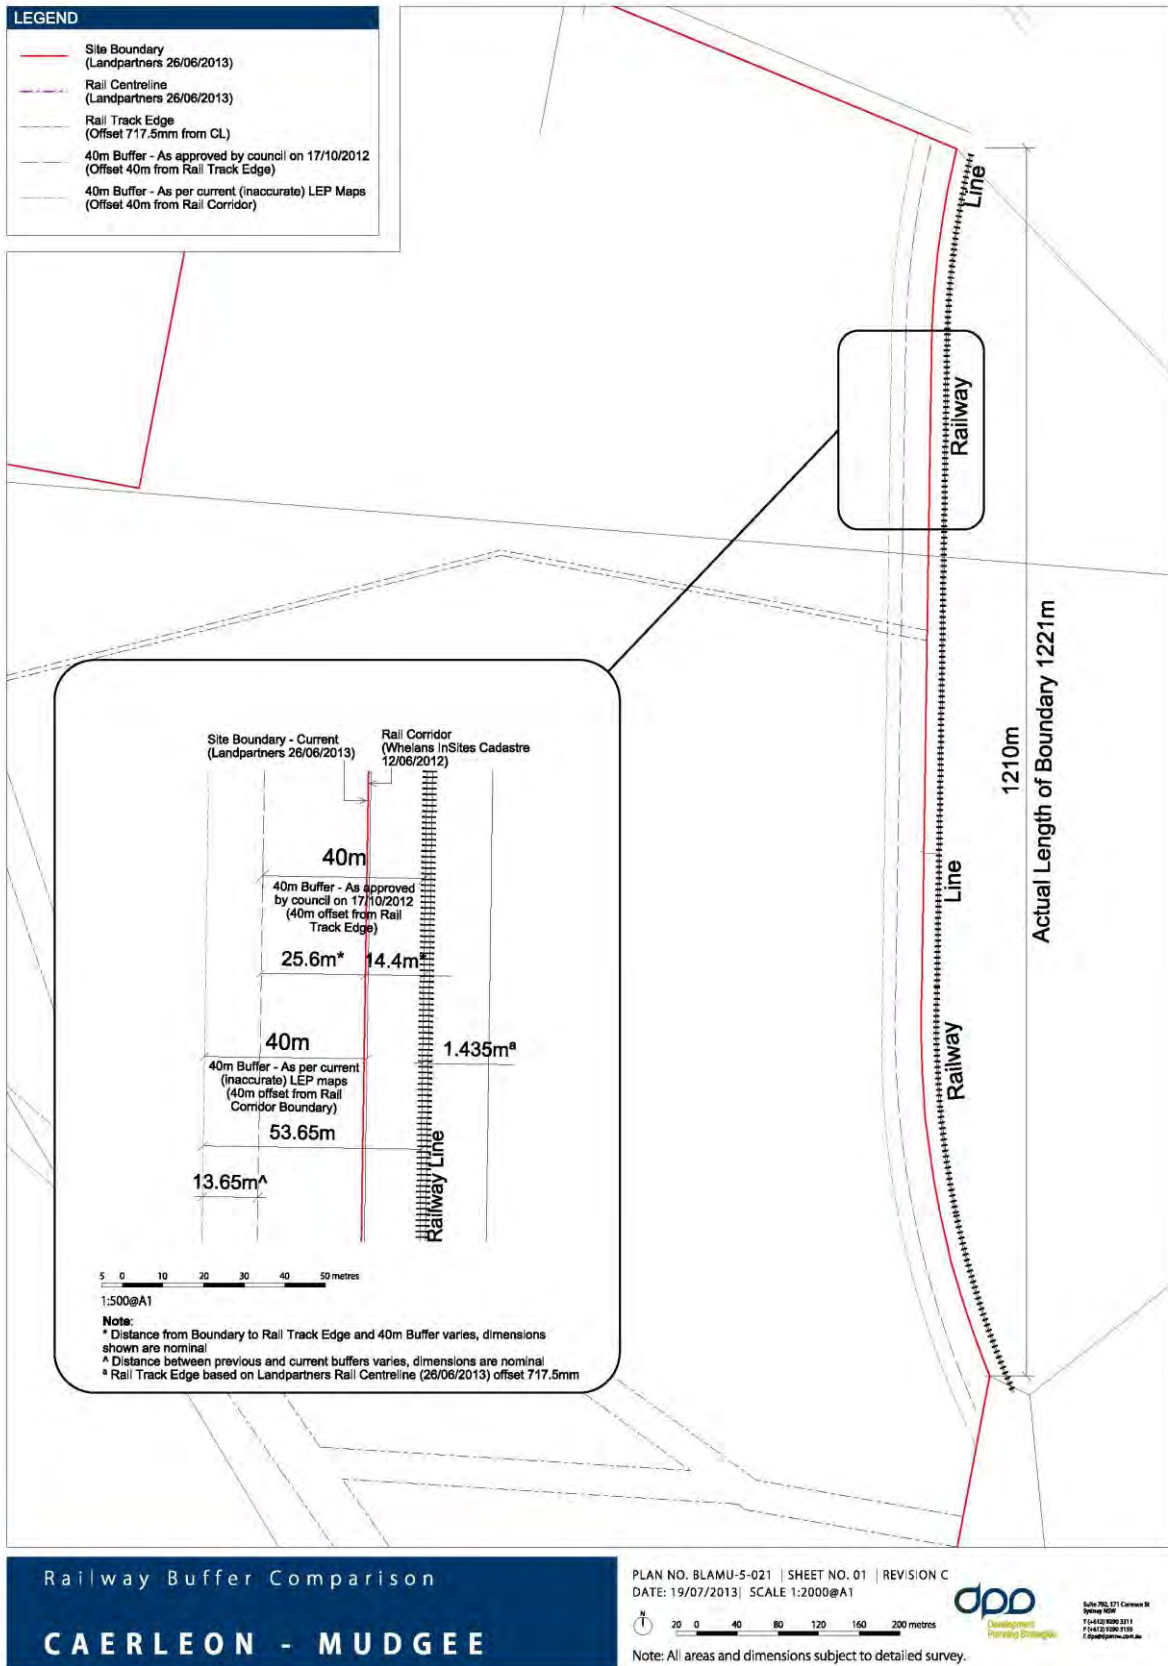 LEGEND
Site Boundary
(Landpartners 26/06/2013)
Rail Centreline
(Landpartners 26/06/2013)
Rail Track Edge
(Offset 717.5mm from CL)
40m Buffer - As approved by council on 17/10/2012
(Offset 40m from Rail Track Edge)
40m Buffer - As per current (inaccurate) LEP Maps
(Offset 40m from Rail Corridor)
Line
Railway
1210m
Actual Length of Boundary 1221m
Line
Railway
Site Boundary - Current
(Landpartners 26/06/2013)
Rail Corridor
(Whelans InSites Cadastre
12/06/2012)
40m
40m Buffer - As approved
by council on 17/10/2012
(40m offset from Rail
Track Edge)
25.6m*
14.4m*
40m
1.435mª
40m Buffer - As per current
(inaccurate) LEP maps
(40m offset from Rail
Corridor Boundary)
53.65m
13.65m^
Railway Line
5 0 10 20 30 40 50 metres
1:500@A1
Note:
* Distance from Boundary to Rail Track Edge and 40m Buffer varies, dimensions
shown are nominal
^ Distance between previous and current buffers varies, dimensions are nominal
ª Rail Track Edge based on Landpartners Rail Centreline (26/06/2013) offset 717.5mm
Railway Buffer Comparison
CAERLEON - MUDGEE
PLAN NO. BLAMU-5-021 | SHEET NO. 01 | REVISION C
DATE: 19/07/2013| SCALE 1:2000@A1
N
20 0 40 80 120 160 200 metres
Note: All areas and dimensions subject to detailed survey.
dpp
Development
Planning Strategies
Sydney NSW